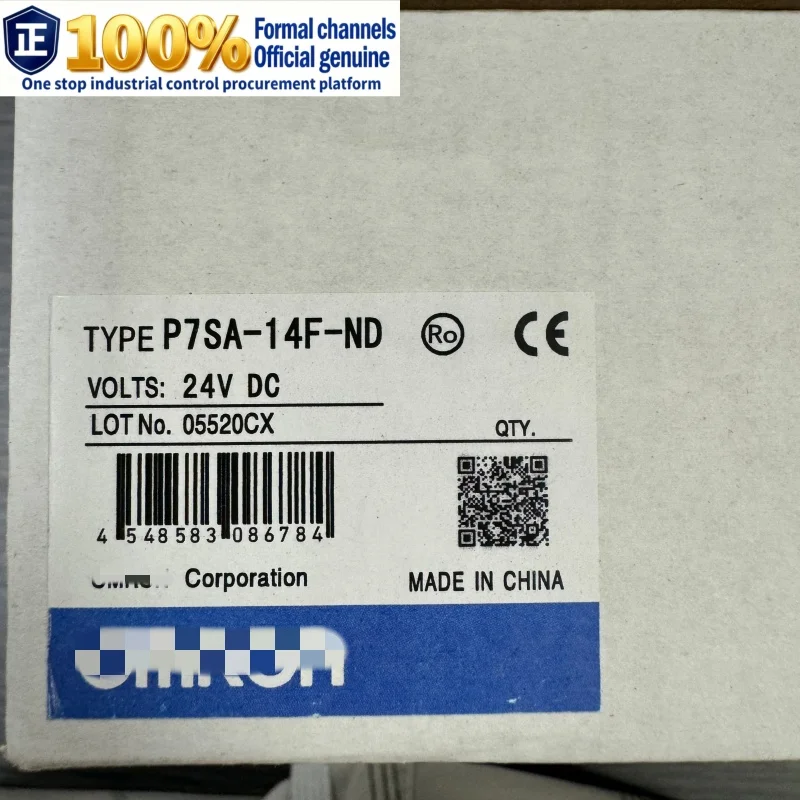 正 100% Formal channels
Official genuine
One stop industrial control procurement platform
TYPE P7SA-14F-ND Ro CE
VOLTS: 24V DC
LOT No. 05520CX
QTY.
4 548583 086784
Corporation
MADE IN CHINA